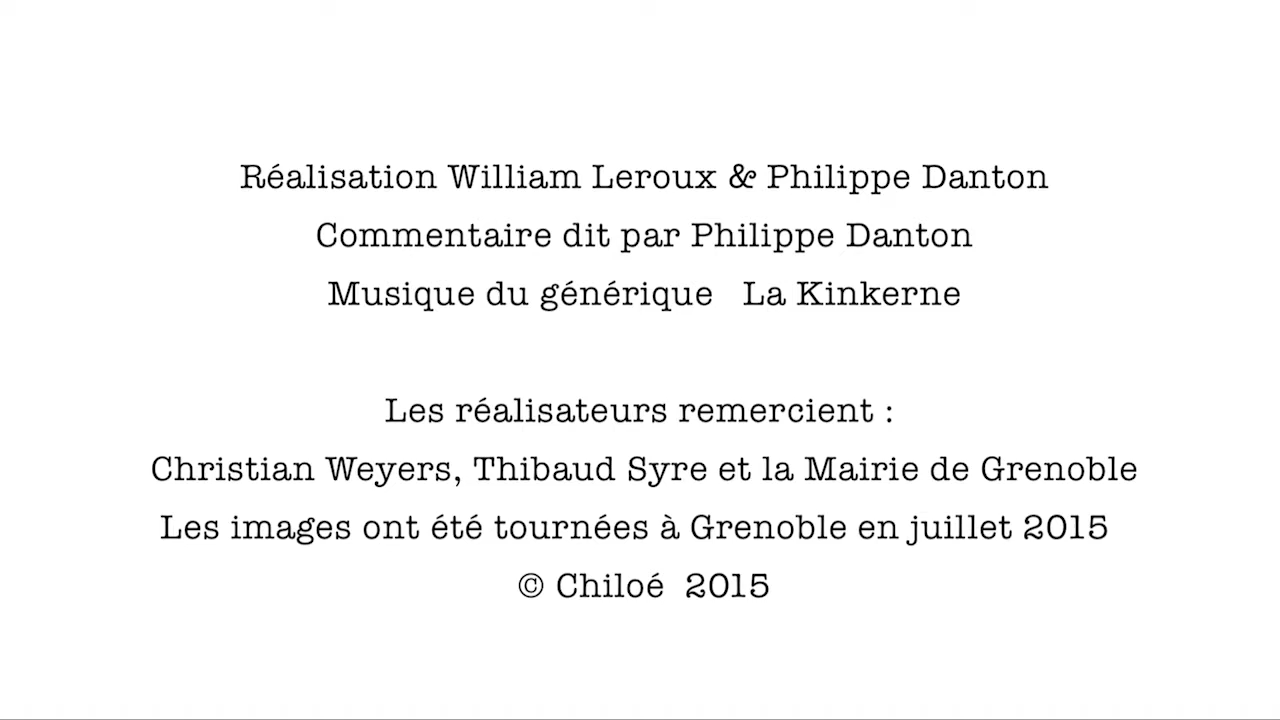 Réalisation William Leroux & Philippe Danton
Commentaire dit par Philippe Danton
Musique du générique La Kinkerne
Les réalisateurs remercient :
Christian Weyers, Thibaud Syre et la Mairie de Grenoble
Les images ont été tournées à Grenoble en juillet 2015
© Chiloé 2015